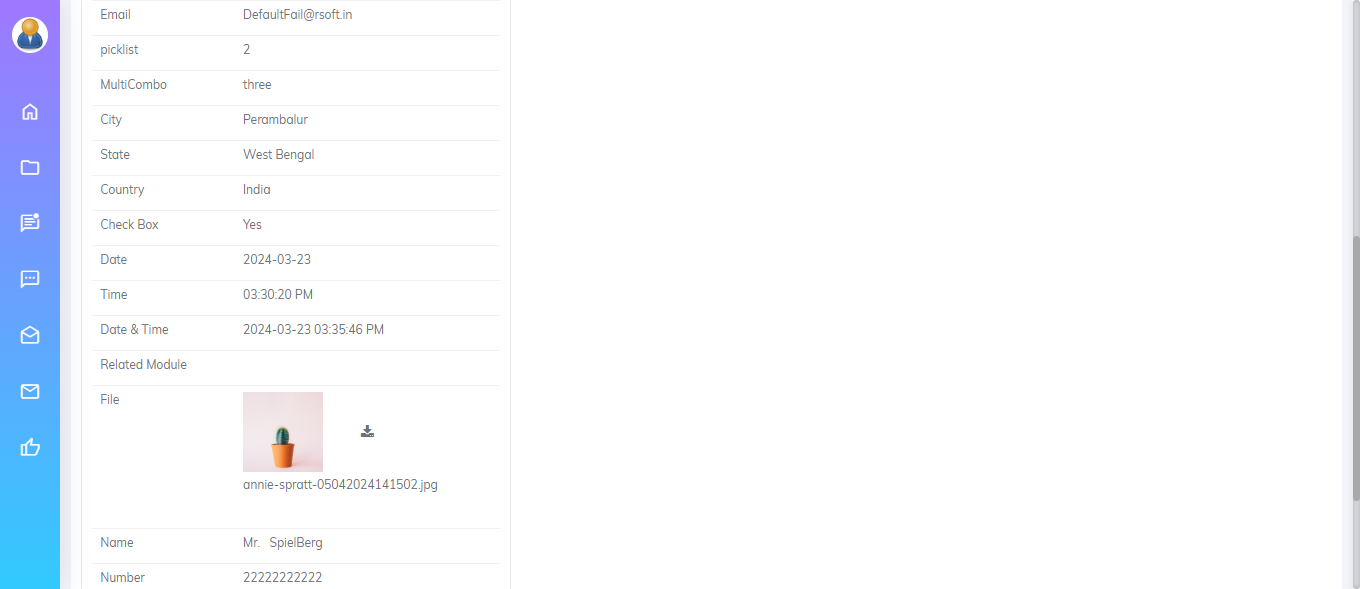 Email DefaultFail@rsoft.in
picklist 2
MultiCombo three
City Perambalur
State West Bengal
Country India
Check Box Yes
Date 2024-03-23
Time 03:30:20 PM
Date & Time 2024-03-23 03:35:46 PM
Related Module
File
annie-spratt-05042024141502.jpg
Name Mr. SpielBerg
Number 22222222222